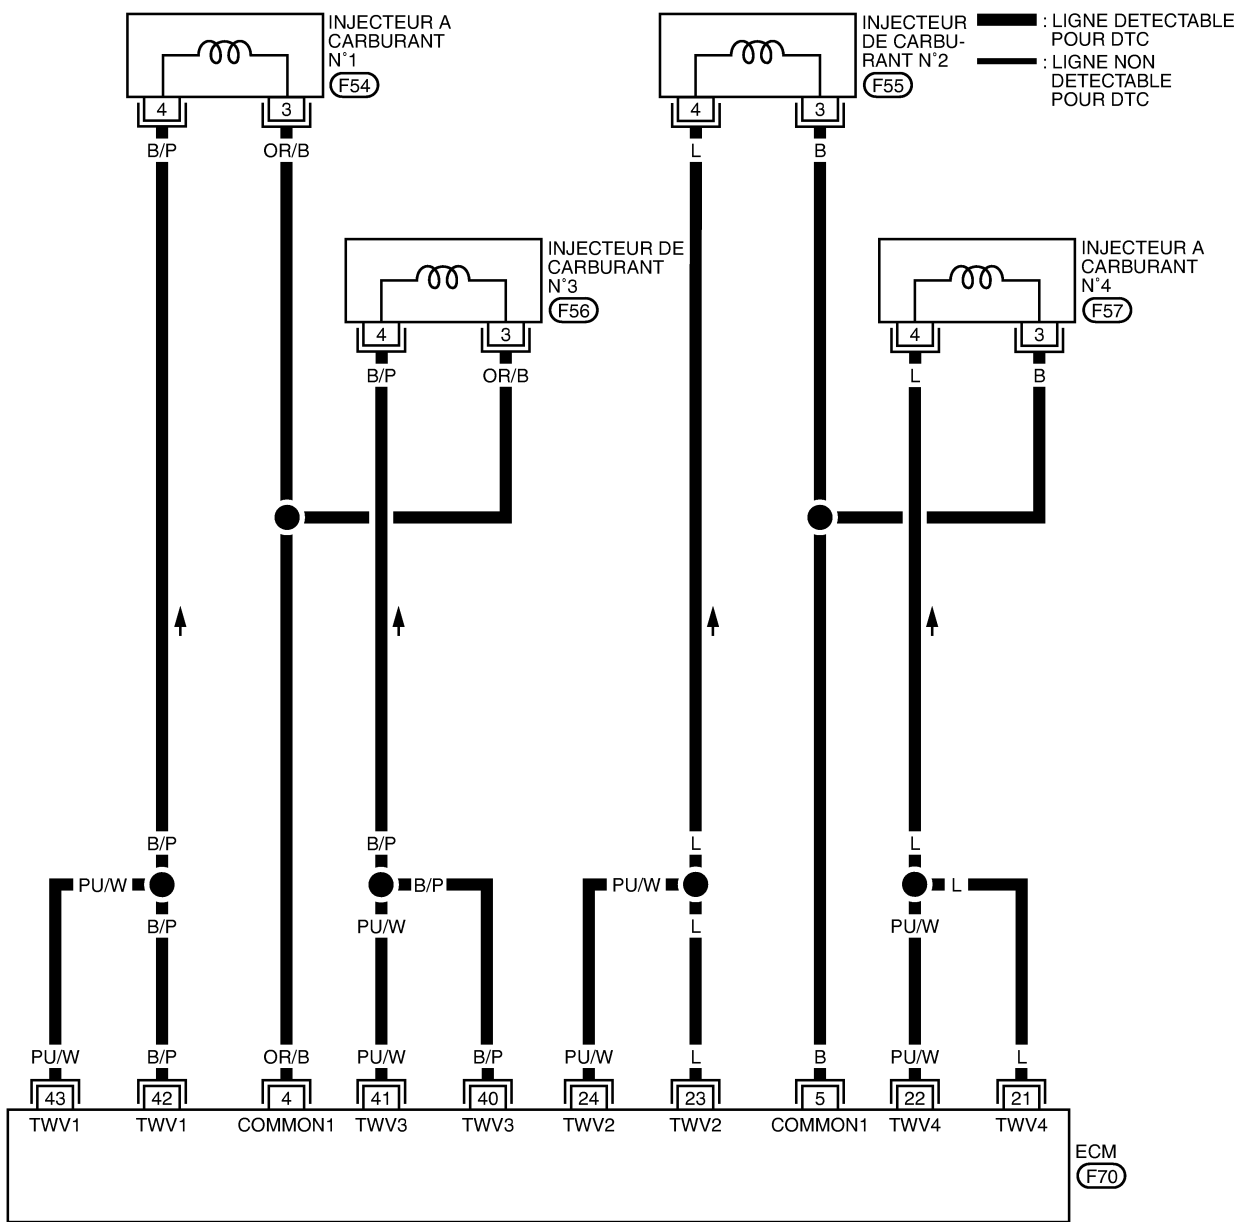 INJECTEUR A
CARBURANT
N°1
F54
INJECTEUR
DE CARBU-
RANT N°2
F55
: LIGNE DETECTABLE
POUR DTC
: LIGNE NON
DETECTABLE
POUR DTC
4 3 4 3
B/P OR/B L B
INJECTEUR DE
CARBURANT
N°3
F56
INJECTEUR A
CARBURANT
N°4
F57
4 3 4 3
B/P OR/B L B
B/P B/P L L
PU/W B/P PU/W L
B/P PU/W L PU/W
PU/W B/P OR/B PU/W B/P PU/W L B PU/W L
43 42 4 41 40 24 23 5 22 21
TWV1 TWV1 COMMON1 TWV3 TWV3 TWV2 TWV2 COMMON1 TWV4 TWV4
ECM
F70